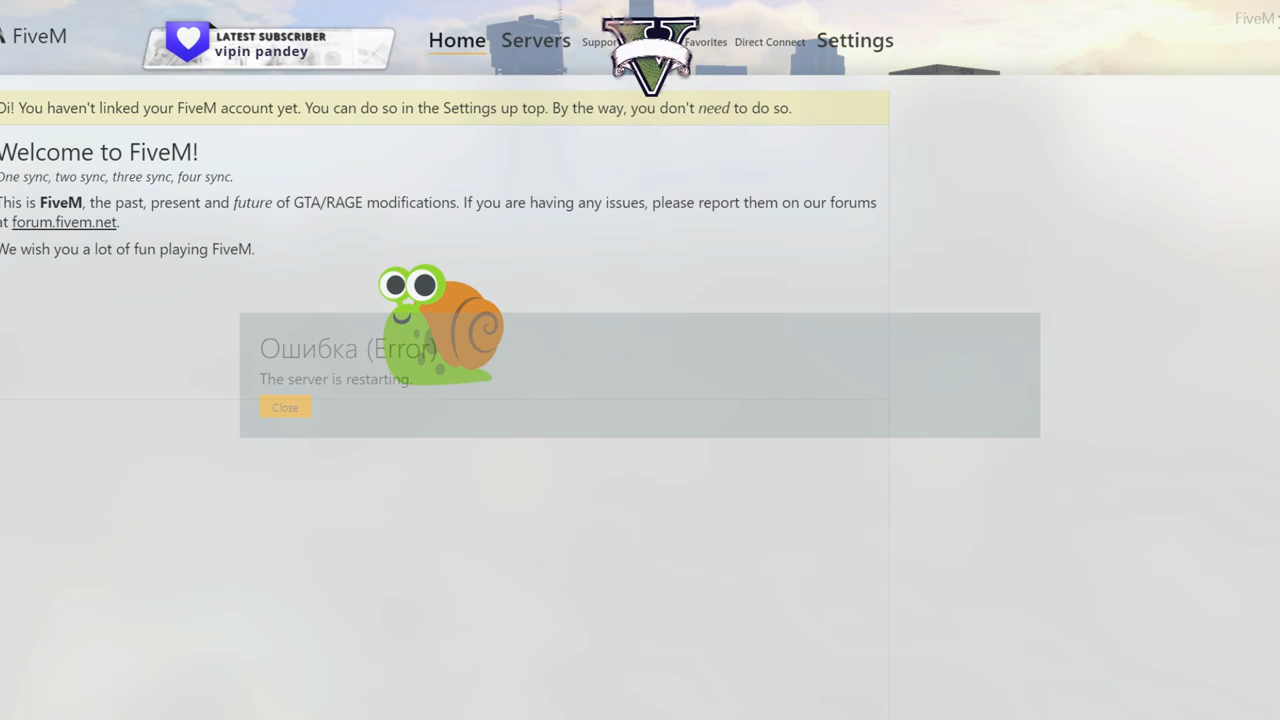 FiveM
LATEST SUBSCRIBER
vipin pandey
Home Servers Favorites Direct Connect Settings
FiveM
Oi! You haven't linked your FiveM account yet. You can do so in the Settings up top. By the way, you don't need to do so.
Welcome to FiveM!
One sync, two sync, three sync, four sync.
This is FiveM, the past, present and future of GTA/RAGE modifications. If you are having any issues, please report them on our forums
at forum.fivem.net.
We wish you a lot of fun playing FiveM.
Ошибка (Error)
The server is restarting.
Close